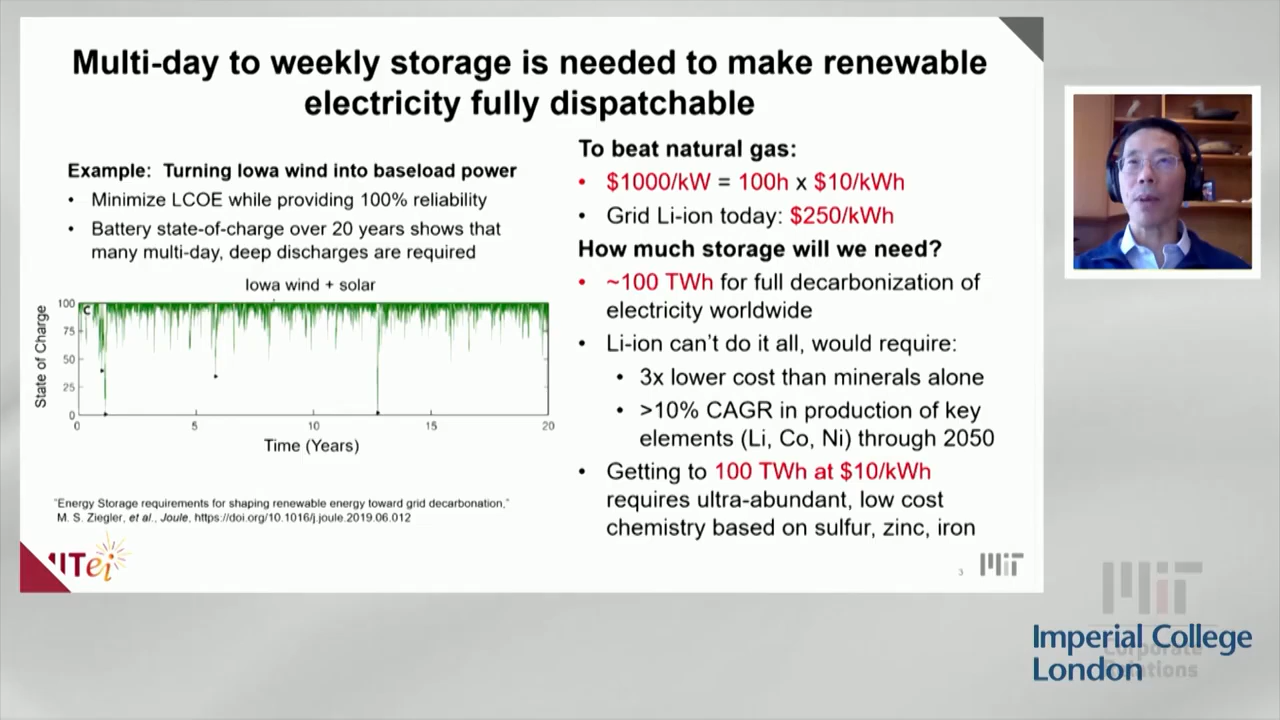 Multi-day to weekly storage is needed to make renewable
electricity fully dispatchable
Example: Turning Iowa wind into baseload power
• Minimize LCOE while providing 100% reliability
• Battery state-of-charge over 20 years shows that
many multi-day, deep discharges are required
Iowa wind + solar
State of Charge
100
75
50
25
0
C
0 5 10 15 20
Time (Years)
"Energy Storage requirements for shaping renewable energy toward grid decarbonation,"
M. S. Ziegler, et al., Joule, https://doi.org/10.1016/j.joule.2019.06.012
To beat natural gas:
• $1000/kW = 100h x $10/kWh
• Grid Li-ion today: $250/kWh
How much storage will we need?
• ~100 TWh for full decarbonization of
electricity worldwide
• Li-ion can't do it all, would require:
• 3x lower cost than minerals alone
• >10% CAGR in production of key
elements (Li, Co, Ni) through 2050
• Getting to 100 TWh at $10/kWh
requires ultra-abundant, low cost
chemistry based on sulfur, zinc, iron
MITei
3
MIT
MIT
Corporate
Relations
Imperial College
London